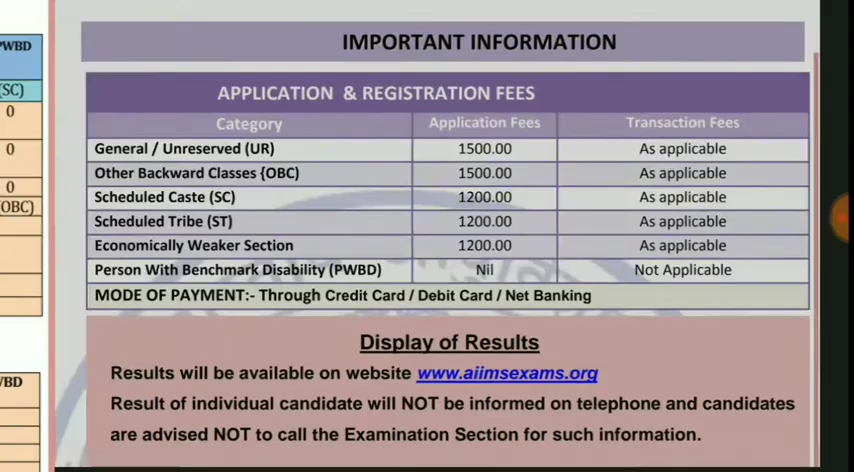 PWBD
(SC)
0
0
0
(OBC)
WBD
IMPORTANT INFORMATION
APPLICATION & REGISTRATION FEES
Category Application Fees Transaction Fees
General / Unreserved (UR) 1500.00 As applicable
Other Backward Classes {OBC) 1500.00 As applicable
Scheduled Caste (SC) 1200.00 As applicable
Scheduled Tribe (ST) 1200.00 As applicable
Economically Weaker Section 1200.00 As applicable
Person With Benchmark Disability (PWBD) Nil Not Applicable
MODE OF PAYMENT:- Through Credit Card / Debit Card / Net Banking
Display of Results
Results will be available on website www.aiimsexams.org
Result of individual candidate will NOT be informed on telephone and candidates
are advised NOT to call the Examination Section for such information.